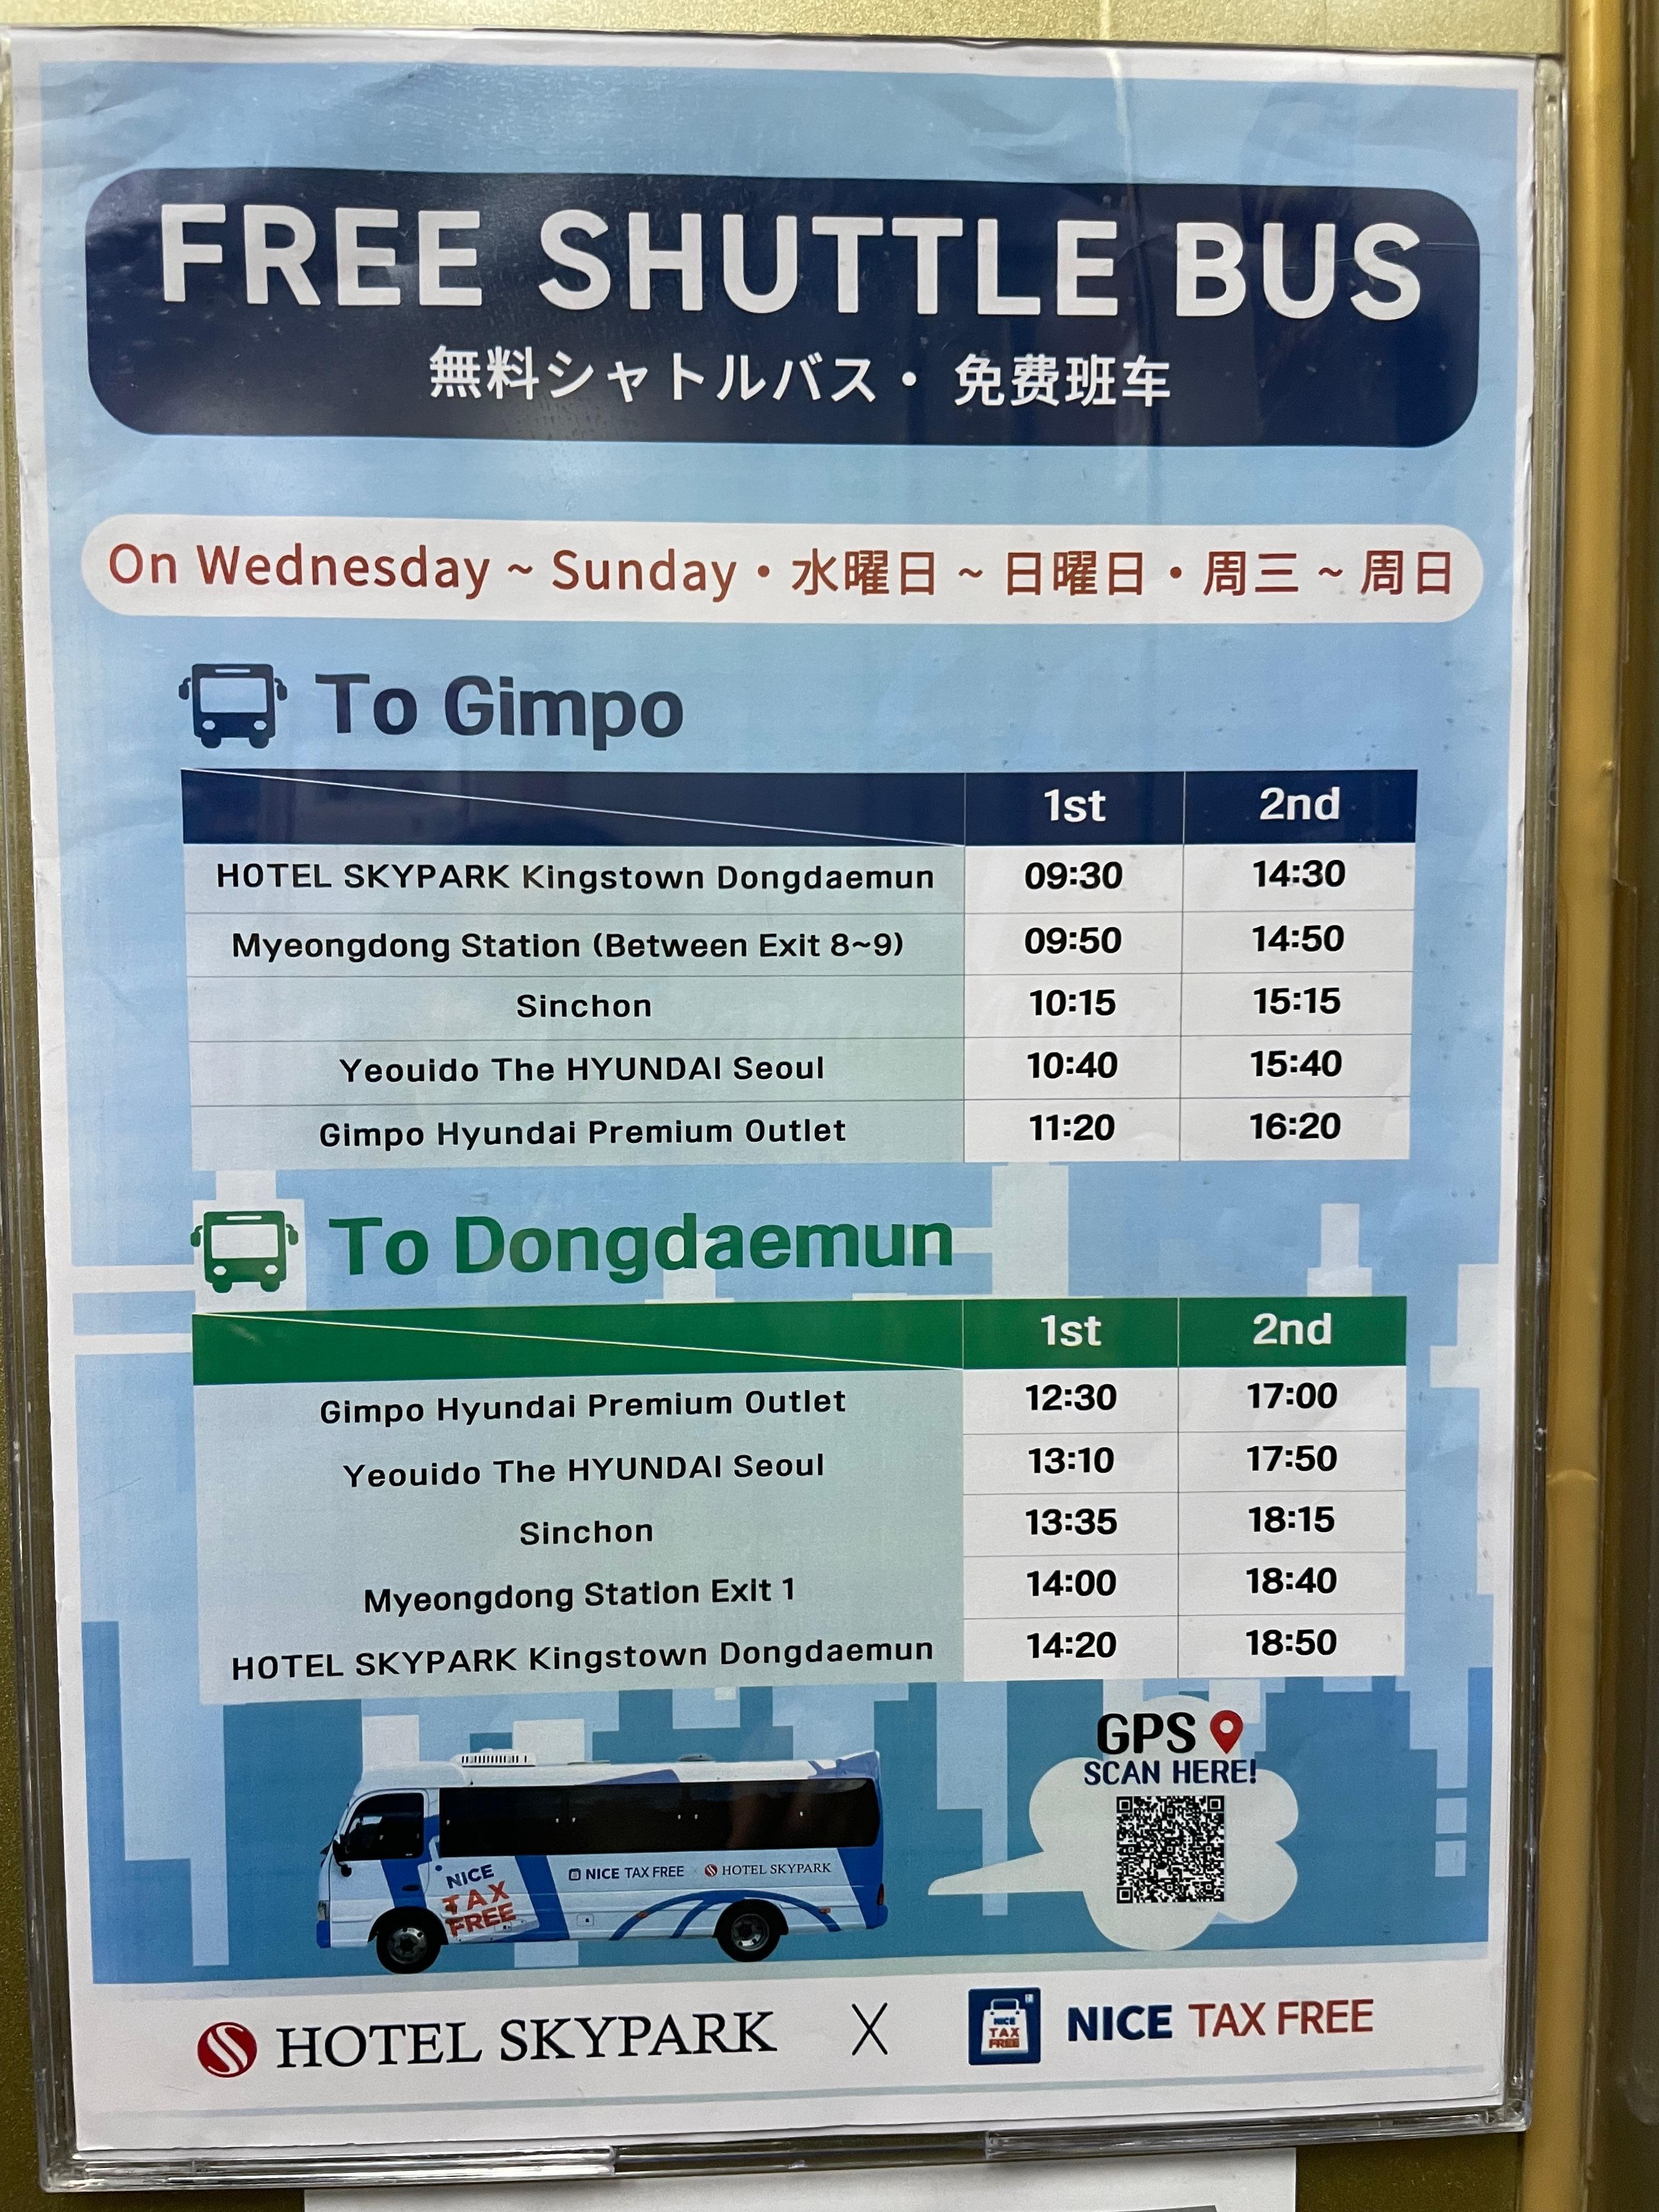 FREE SHUTTLE BUS
無料シャトルバス・ 免费班车
On Wednesday ~ Sunday・水曜日 ~ 日曜日・周三 ~ 周日
To Gimpo
1st 2nd
HOTEL SKYPARK Kingstown Dongdaemun 09:30 14:30
Myeongdong Station (Between Exit 8~9) 09:50 14:50
Sinchon 10:15 15:15
Yeouido The HYUNDAI Seoul 10:40 15:40
Gimpo Hyundai Premium Outlet 11:20 16:20
To Dongdaemun
1st 2nd
Gimpo Hyundai Premium Outlet 12:30 17:00
Yeouido The HYUNDAI Seoul 13:10 17:50
Sinchon 13:35 18:15
Myeongdong Station Exit 1 14:00 18:40
HOTEL SKYPARK Kingstown Dongdaemun 14:20 18:50
GPS
SCAN HERE!
NICE
TAX
FREE
NICE TAX FREE HOTEL SKYPARK
HOTEL SKYPARK X NICE TAX FREE NICE TAX FREE